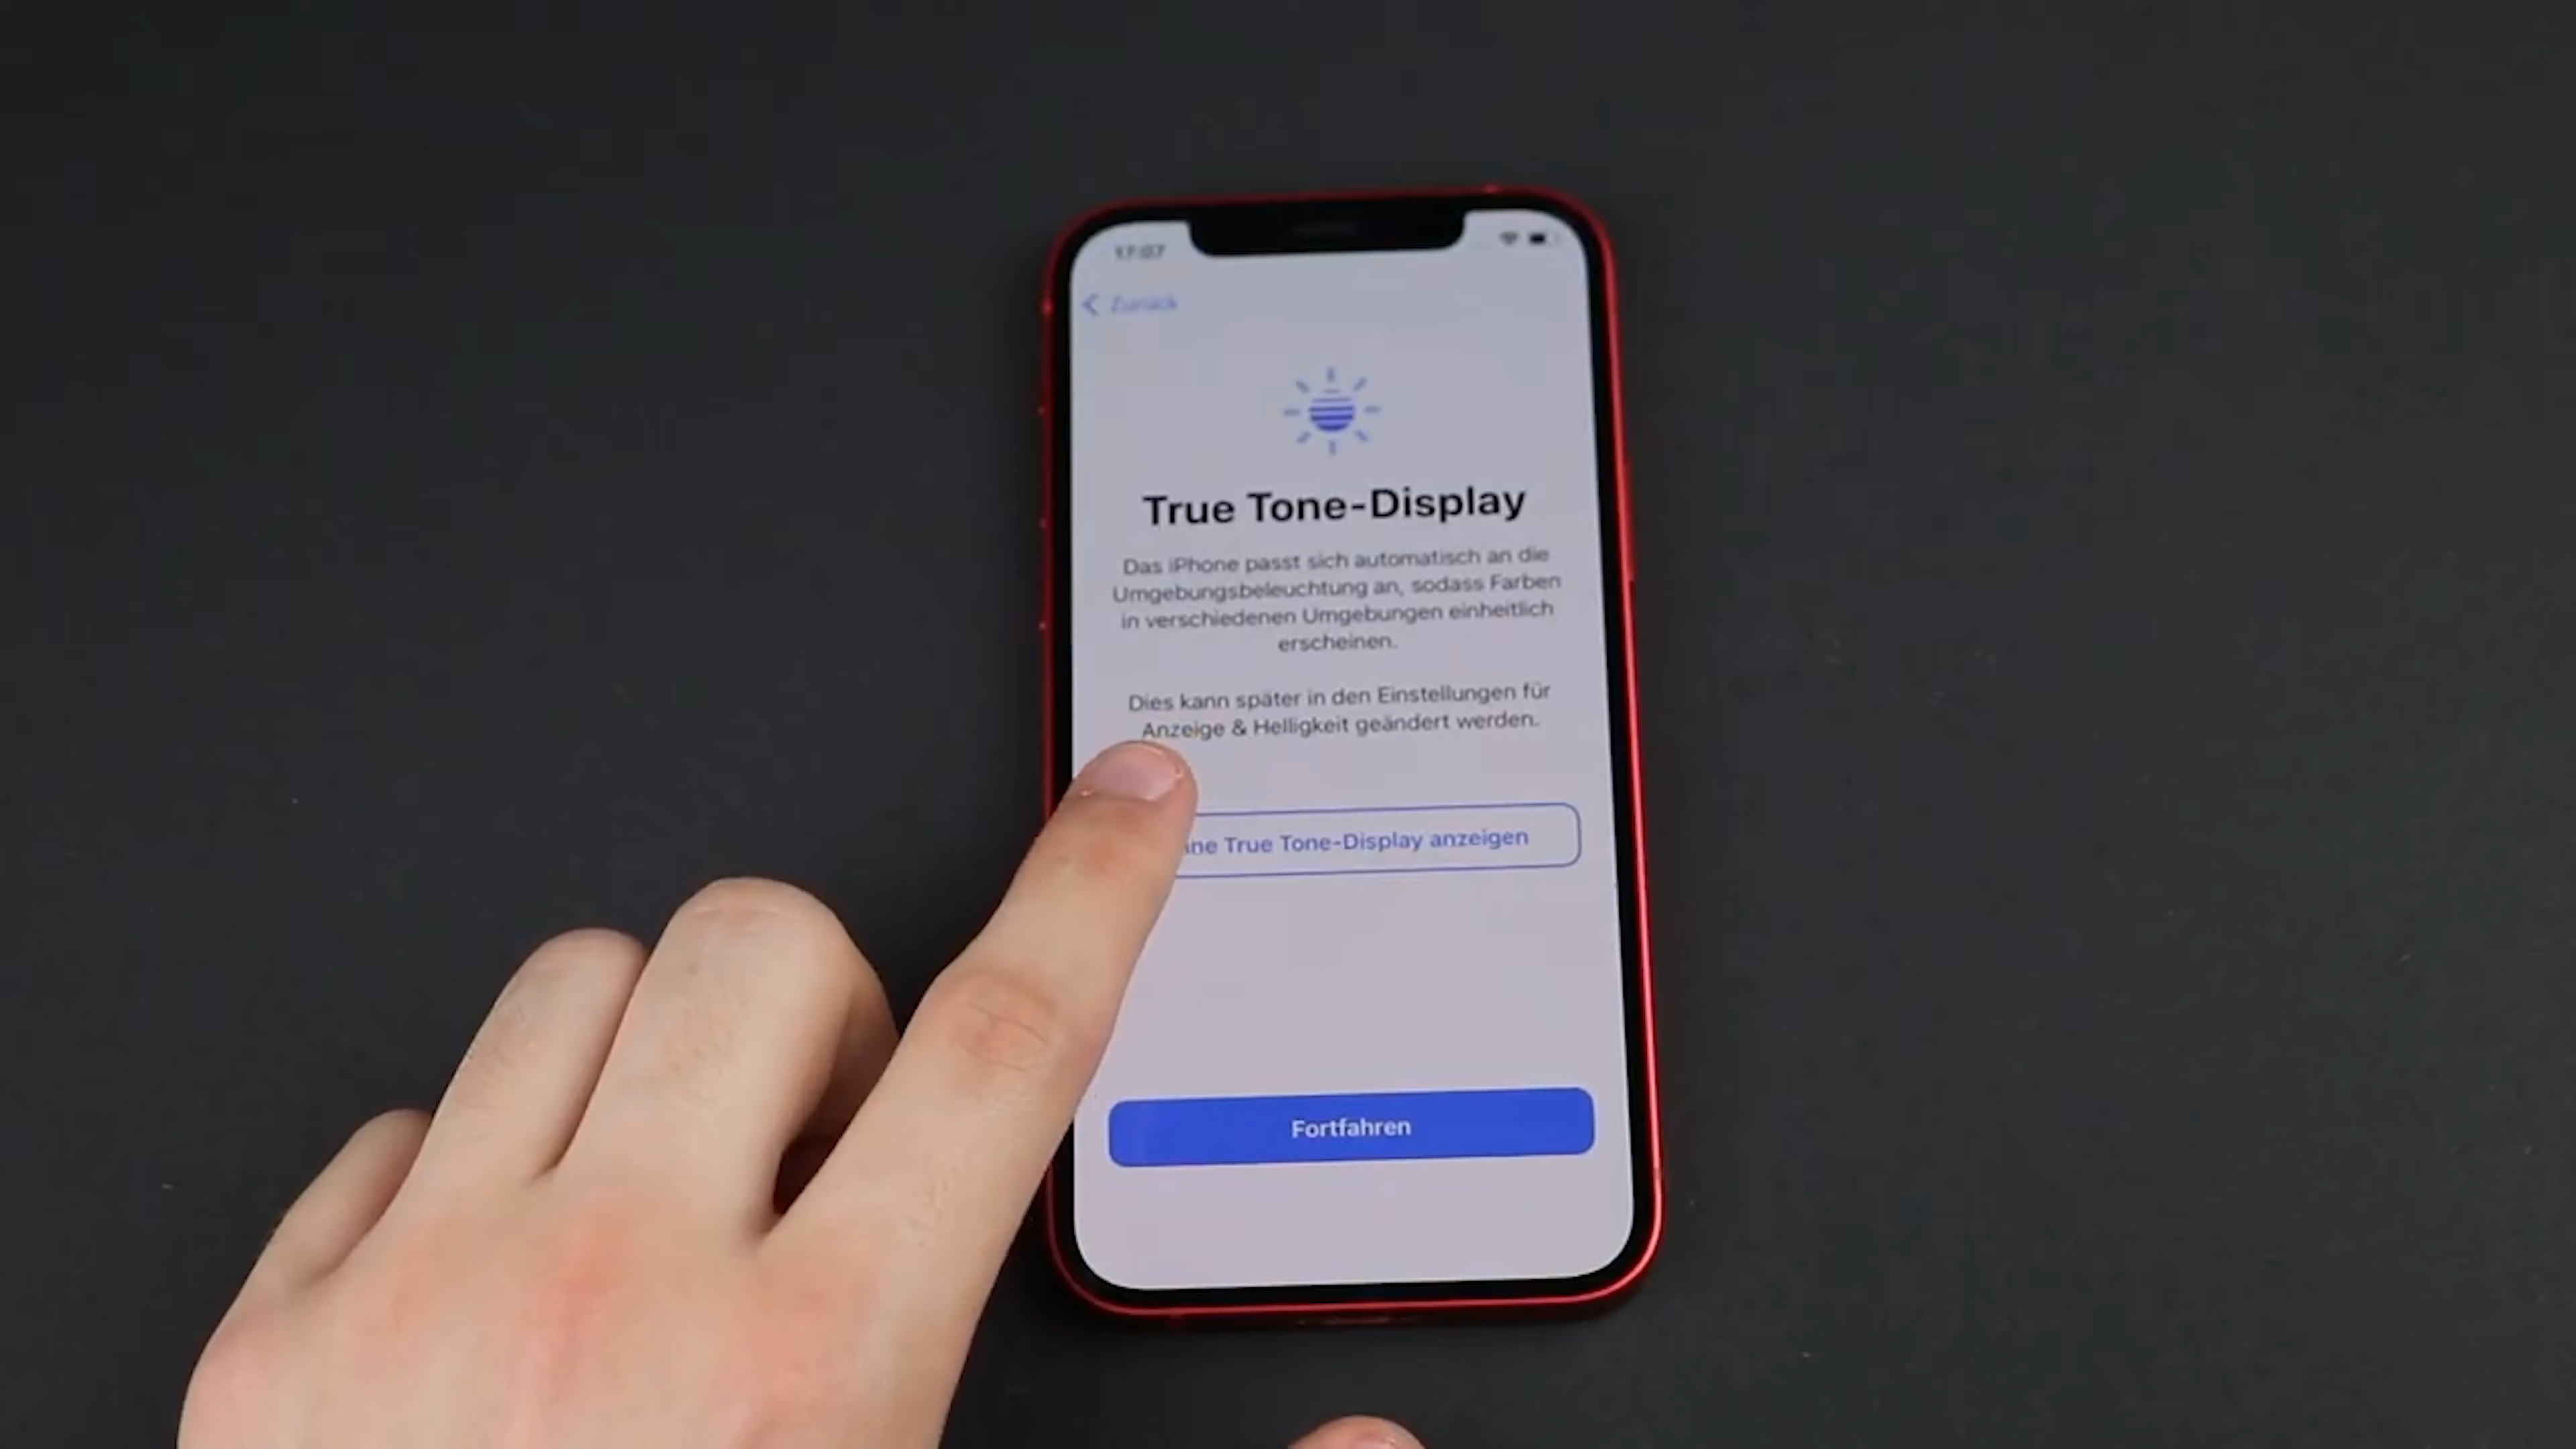 17:07
Zurück
True Tone-Display
Das iPhone passt sich automatisch an die
Umgebungsbeleuchtung an, sodass Farben
in verschiedenen Umgebungen einheitlich
erscheinen.
Dies kann später in den Einstellungen für
Anzeige & Helligkeit geändert werden.
True Tone-Display anzeigen
Fortfahren